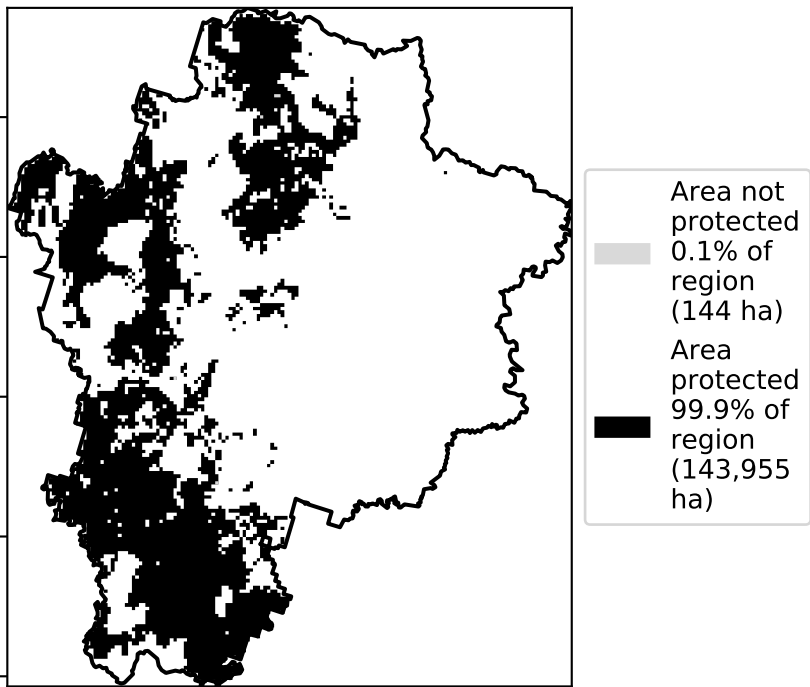 Area not
protected
0.1% of
region
(144 ha)
Area
protected
99.9% of
region
(143,955
ha)